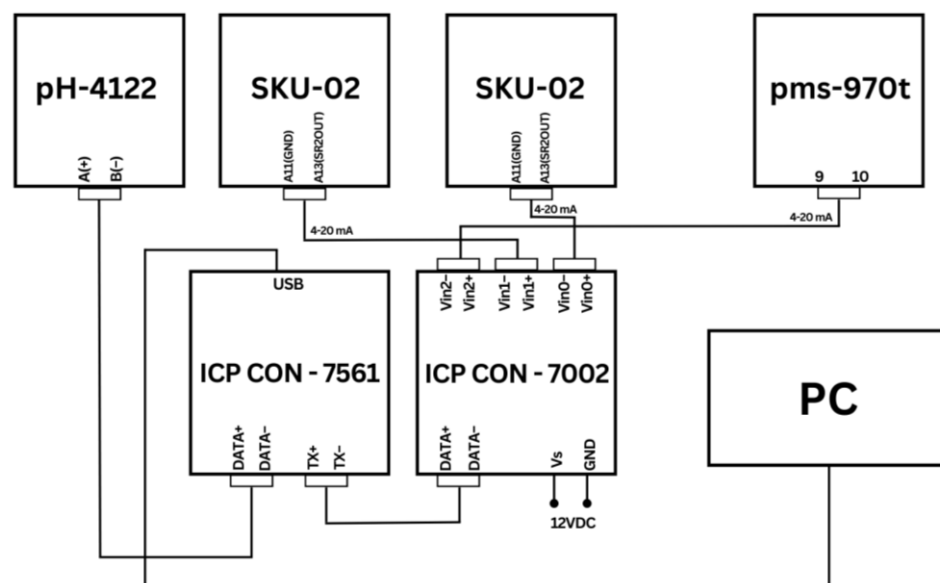 pH-4122
A(+)
B(−)
SKU-02
A11(GND)
A13(SR2OUT)
SKU-02
A11(GND)
A13(SR2OUT)
pms-970t
9 10
4-20 mA
4-20 mA
4-20 mA
USB
ICP CON - 7561
DATA+
DATA−
TX+
TX−
Vin2−
Vin2+
Vin1−
Vin1+
Vin0−
Vin0+
ICP CON - 7002
DATA+
DATA−
Vs
GND
12VDC
PC